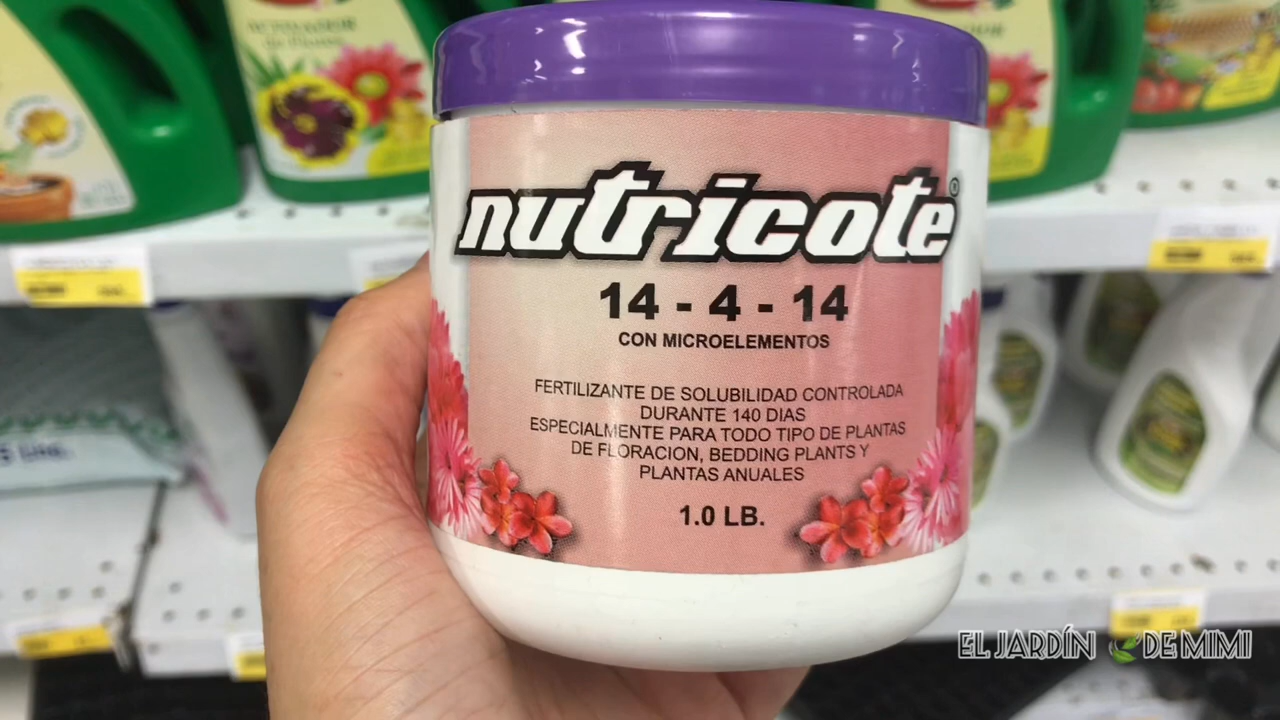 nutricote®
14 - 4 - 14
CON MICROELEMENTOS
FERTILIZANTE DE SOLUBILIDAD CONTROLADA
DURANTE 140 DIAS
ESPECIALMENTE PARA TODO TIPO DE PLANTAS
DE FLORACION, BEDDING PLANTS Y
PLANTAS ANUALES
1.0 LB.
EL JARDÍN DE MIMI